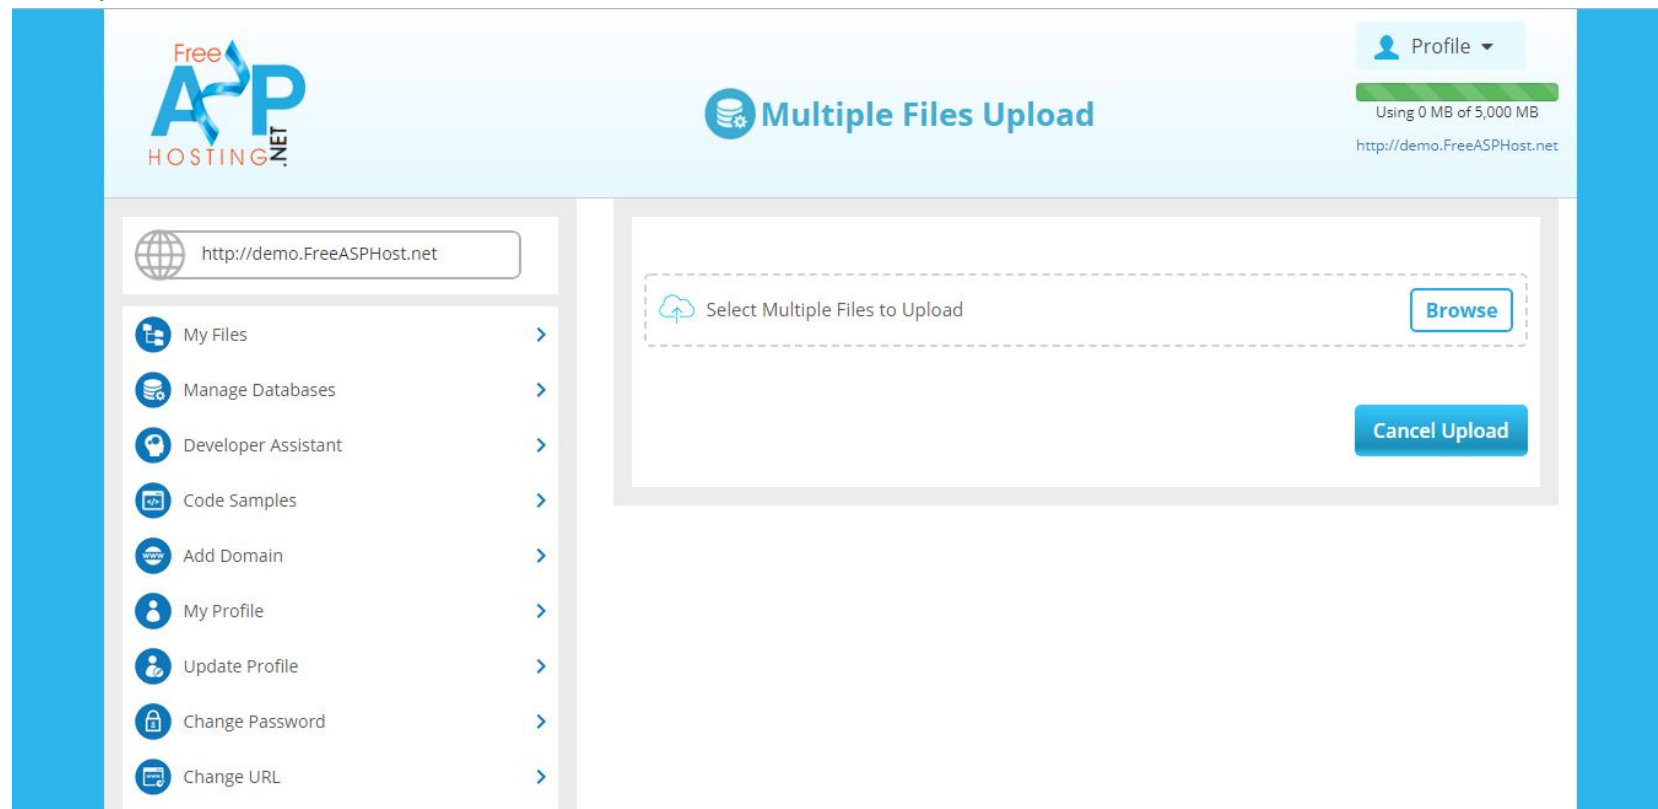 Free
ASP
HOSTING.NET
Multiple Files Upload
Profile
Using 0 MB of 5,000 MB
http://demo.FreeASPHost.net
http://demo.FreeASPHost.net
My Files
Manage Databases
Developer Assistant
Code Samples
Add Domain
My Profile
Update Profile
Change Password
Change URL
Select Multiple Files to Upload
Browse
Cancel Upload